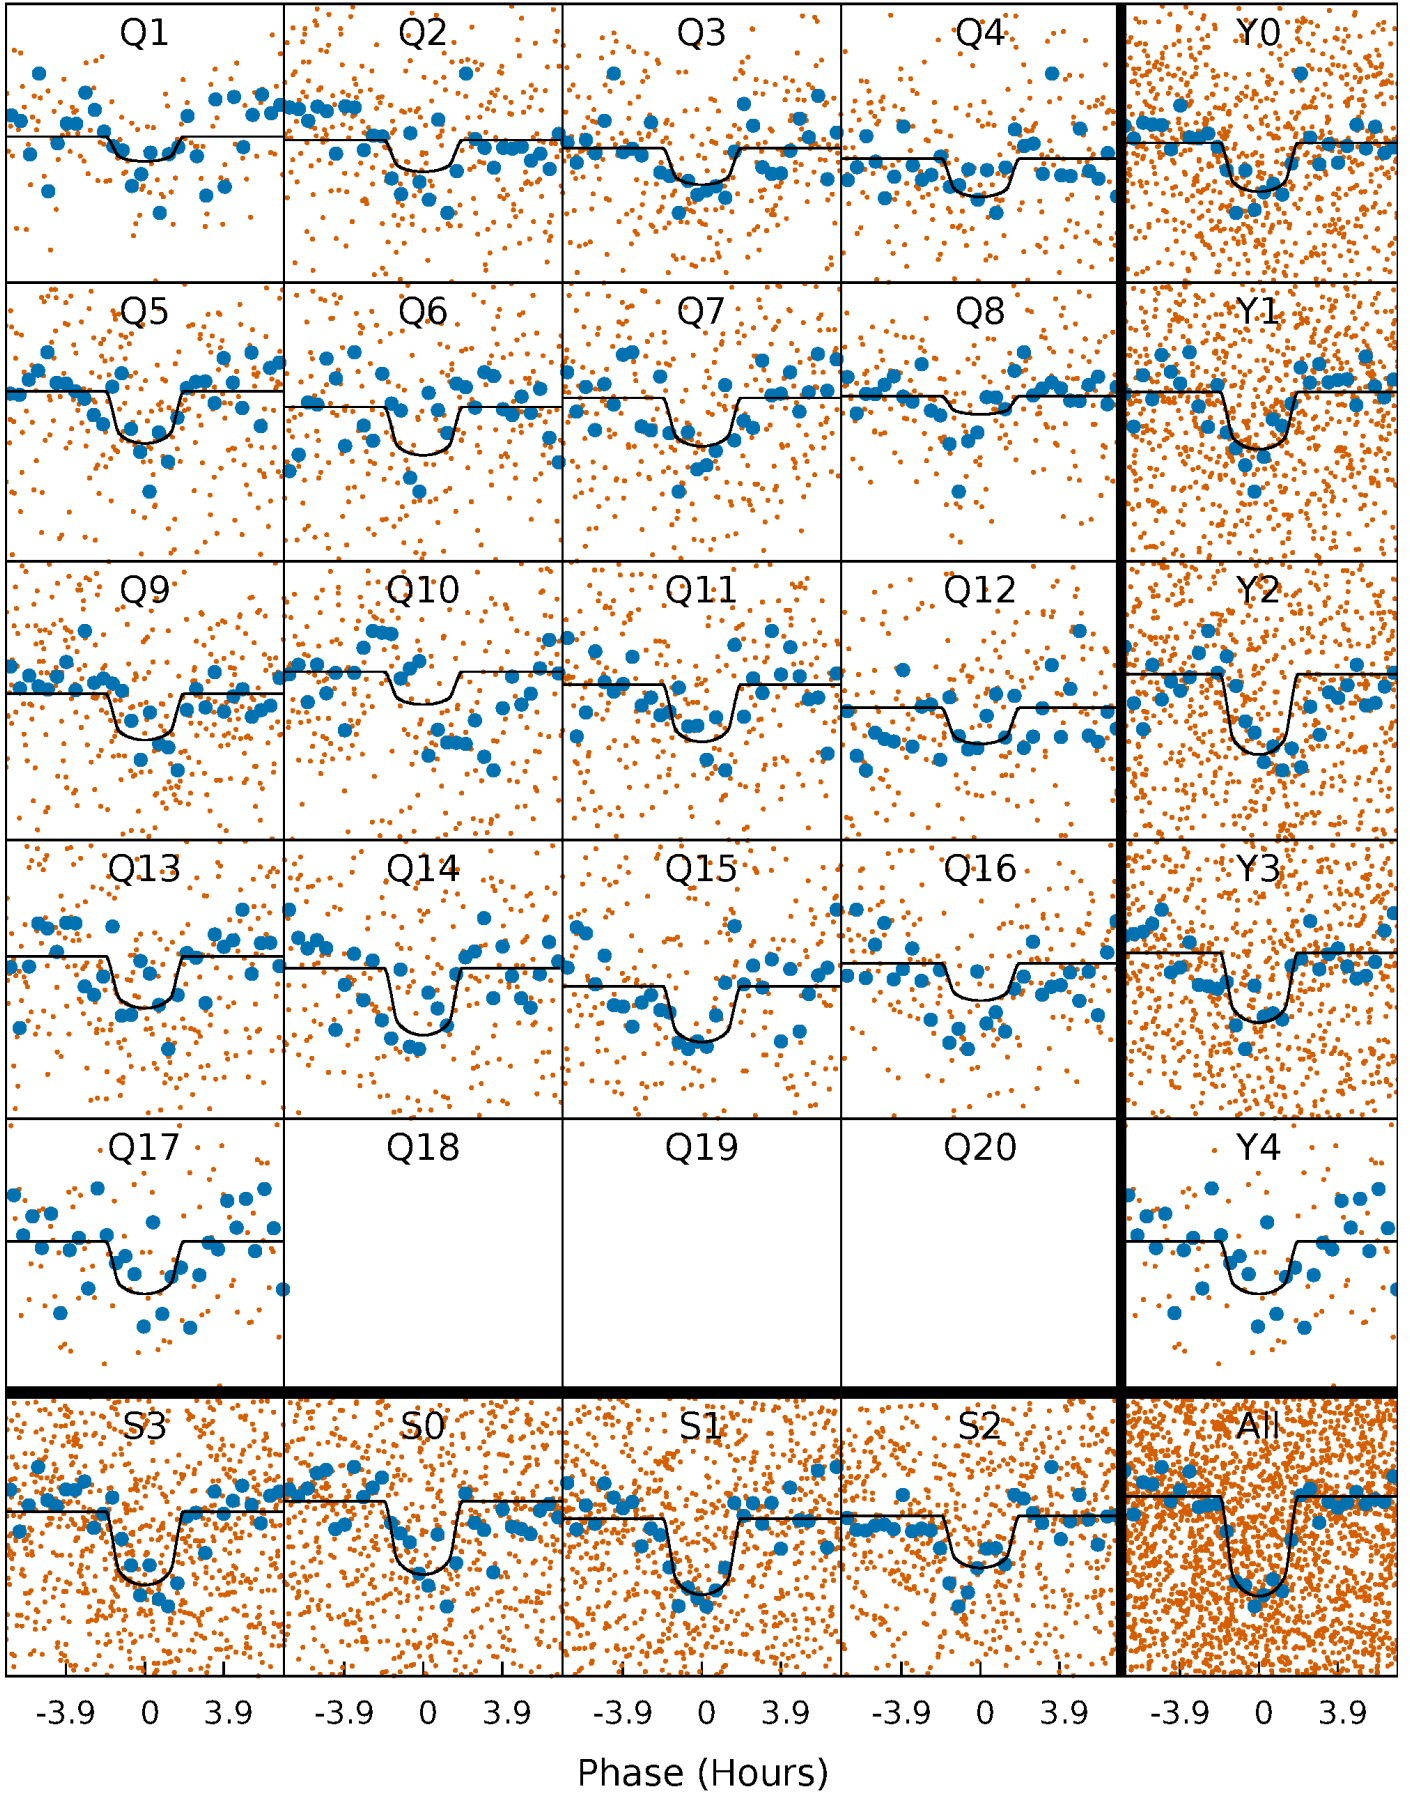 Q1 Q2 Q3 Q4 Y0
Q5 Q6 Q7 Q8 Y1
Q9 Q10 Q11 Q12 Y2
Q13 Q14 Q15 Q16 Y3
Q17 Q18 Q19 Q20 Y4
S3 S0 S1 S2 All
-3.9 0 3.9 -3.9 0 3.9 -3.9 0 3.9 -3.9 0 3.9 -3.9 0 3.9
Phase (Hours)